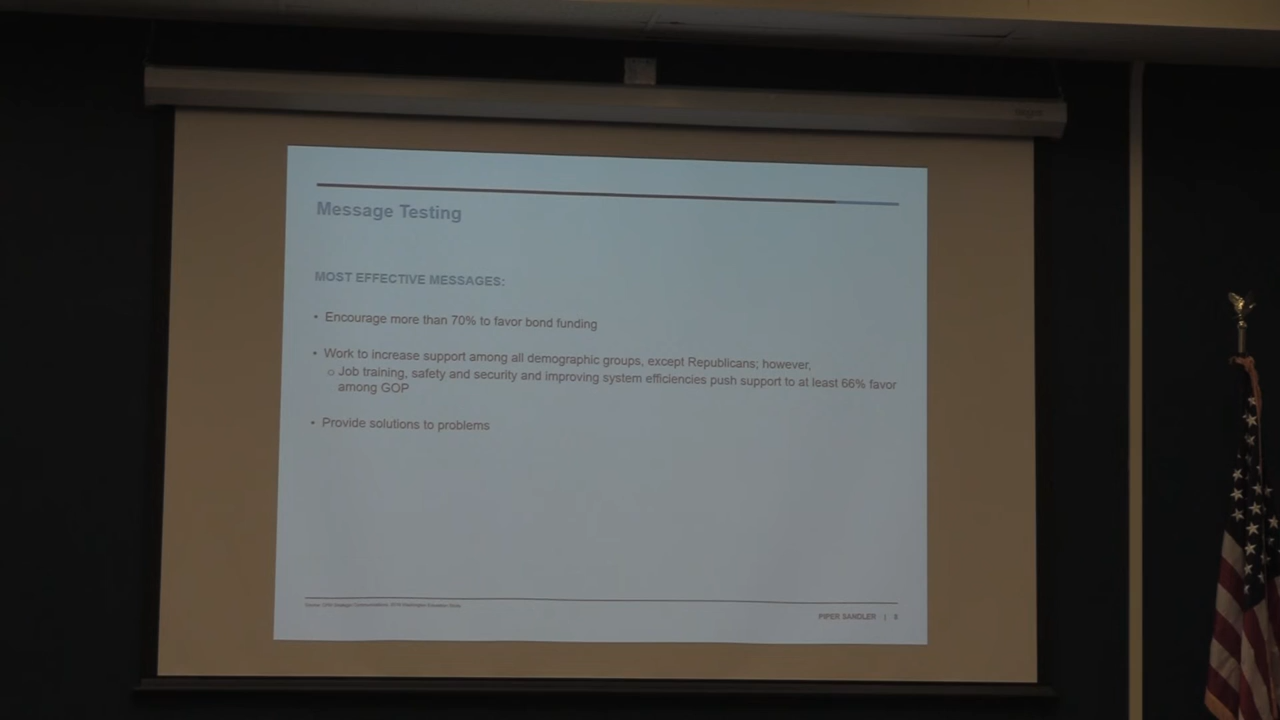 Message Testing
MOST EFFECTIVE MESSAGES:
• Encourage more than 70% to favor bond funding
• Work to increase support among all demographic groups, except Republicans; however,
o Job training, safety and security and improving system efficiencies push support to at least 66% favor
among GOP
• Provide solutions to problems
PIPER SANDLER | 8